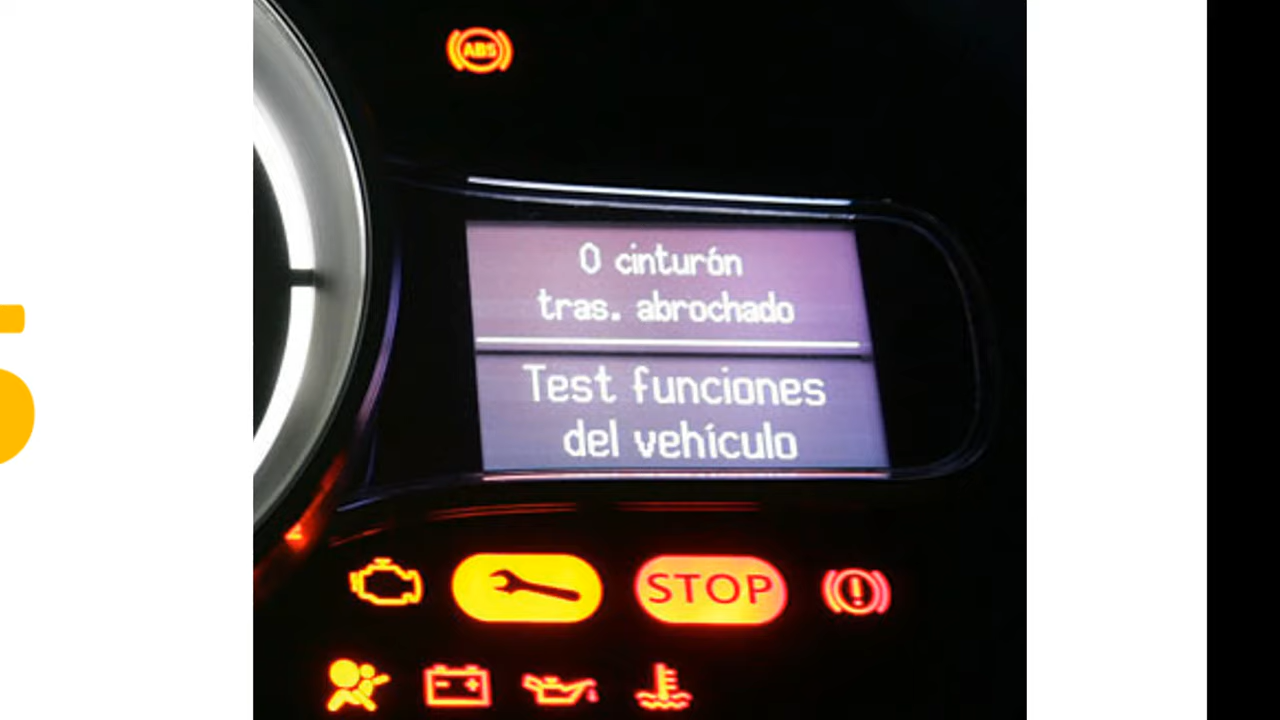 ABS
0 cinturón
tras. abrochado
Test funciones
del vehículo
STOP